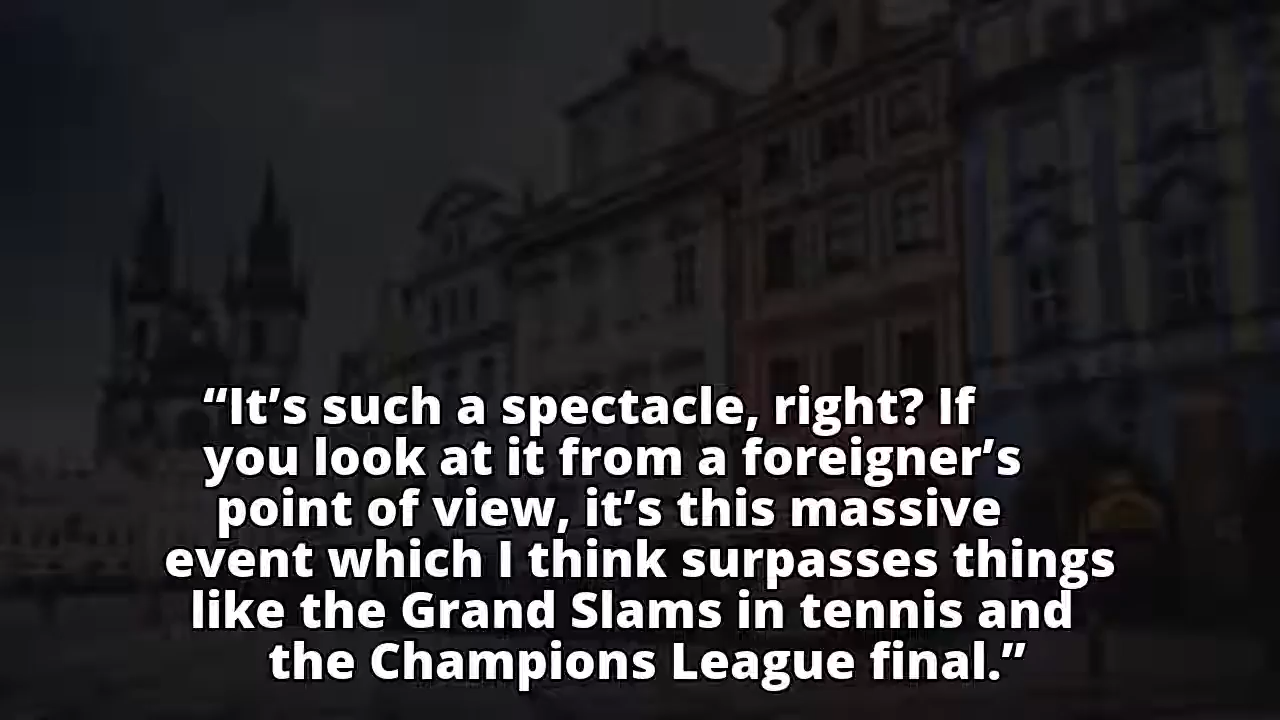 “It’s such a spectacle, right? If
you look at it from a foreigner’s
point of view, it’s this massive
event which I think surpasses things
like the Grand Slams in tennis and
the Champions League final.”